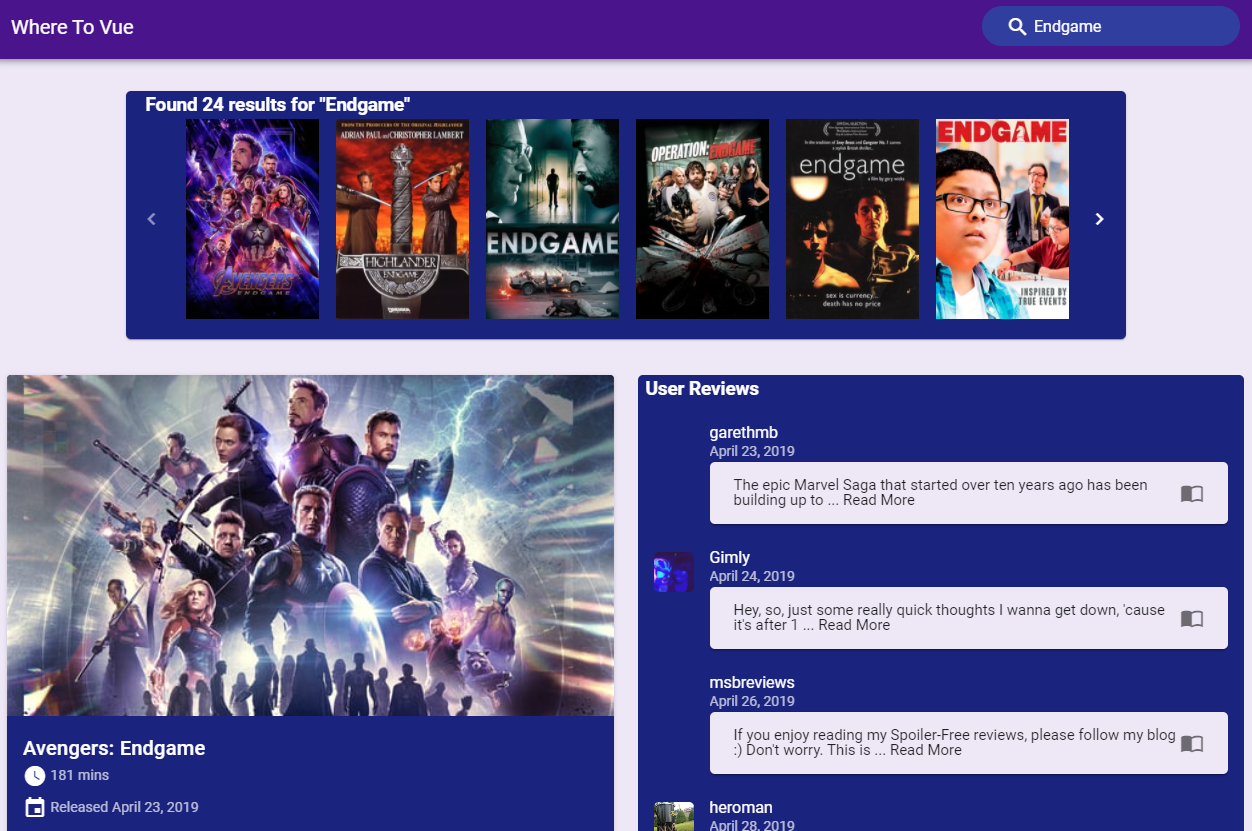 Where To Vue
Endgame
Found 24 results for "Endgame"
AVENGERS
ENDGAME
FROM THE PRODUCERS OF THE ORIGINAL HIGHLANDER
ADRIAN PAUL and CHRISTOPHER LAMBERT
HIGHLANDER
ENDGAME
ENDGAME
OPERATION: ENDGAME
endgame
a film by gary wicks
sex is currency...
death has no price
ENDGAME
INSPIRED BY
TRUE EVENTS
Avengers: Endgame
181 mins
Released April 23, 2019
User Reviews
garethmb
April 23, 2019
The epic Marvel Saga that started over ten years ago has been
building up to ... Read More
Gimly
April 24, 2019
Hey, so, just some really quick thoughts I wanna get down, 'cause
it's after 1 ... Read More
msbreviews
April 26, 2019
If you enjoy reading my Spoiler-Free reviews, please follow my blog
:) Don't worry. This is ... Read More
heroman
April 28, 2019